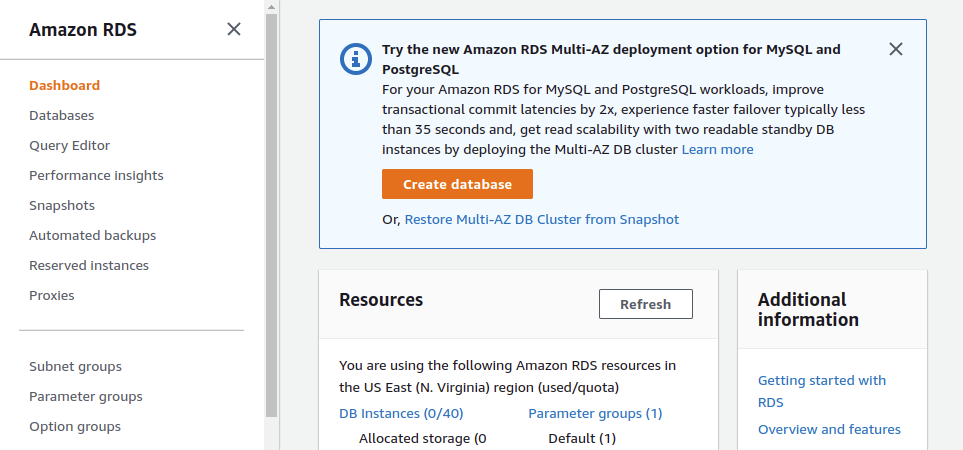 Amazon RDS
Dashboard
Databases
Query Editor
Performance insights
Snapshots
Automated backups
Reserved instances
Proxies
Subnet groups
Parameter groups
Option groups
Try the new Amazon RDS Multi-AZ deployment option for MySQL and
PostgreSQL
For your Amazon RDS for MySQL and PostgreSQL workloads, improve
transactional commit latencies by 2x, experience faster failover typically less
than 35 seconds and, get read scalability with two readable standby DB
instances by deploying the Multi-AZ DB cluster Learn more
Create database
Or, Restore Multi-AZ DB Cluster from Snapshot
Resources
Refresh
You are using the following Amazon RDS resources in
the US East (N. Virginia) region (used/quota)
DB Instances (0/40)
Parameter groups (1)
Allocated storage (0
Default (1)
Additional
information
Getting started with
RDS
Overview and features